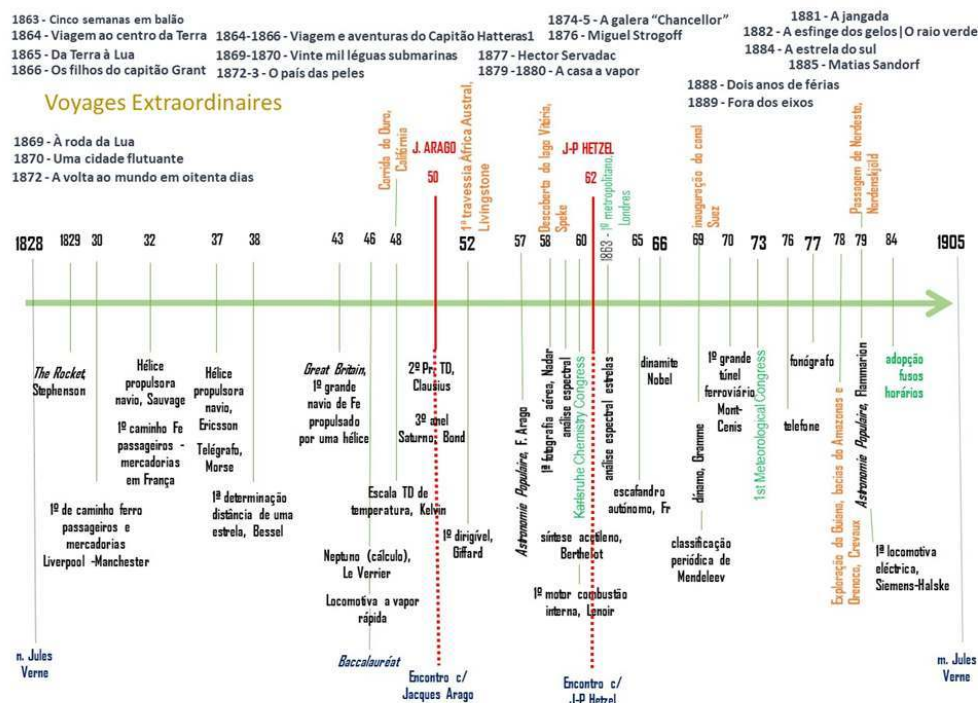 1863 - Cinco semanas em balão
1864 - Viagem ao centro da Terra
1865 - Da Terra à Lua
1866 - Os filhos do capitão Grant
1864-1866 - Viagem e aventuras do Capitão Hatteras1
1869-1870 - Vinte mil léguas submarinas
1872-3 - O país das peles
1874-5 - A galera “Chancellor”
1876 - Miguel Strogoff
1877 - Hector Servadac
1879 -1880 - A casa a vapor
1881 - A jangada
1882 - A esfinge dos gelos|O raio verde
1884 - A estrela do sul
1885 - Matias Sandorf
1888 - Dois anos de férias
1889 - Fora dos eixos
Voyages Extraordinaires
1869 - À roda da Lua
1870 - Uma cidade flutuante
1872 - A volta ao mundo em oitenta dias
Corrida do Ouro,
Califórnia
J. ARAGO
50
1ª travessia África Austral,
Livingstone
Descoberta do lago Vitória,
Speke
J-P HETZEL
62
1863 - 1º metropolitano,
Londres
inauguração do canal
Suez
Passagem de Nordeste,
Nordenskjöld
1828
1829
30
32
37
38
43
46
48
52
57
58
60
65
66
69
70
73
76
77
78
79
84
1905
The Rocket,
Stephenson
1º de caminho ferro
passageiros e
mercadorias
Liverpool -Manchester
Hélice
propulsora
navio, Sauvage
1º caminho Fe
passageiros -
mercadorias
em França
Hélice
propulsora
navio,
Ericsson
Telégrafo,
Morse
1ª determinação
distância de uma
estrela, Bessel
Great Britain,
1º grande
navio de Fe
propulsado
por uma hélice
Escala TD de
temperatura, Kelvin
Neptuno (cálculo),
Le Verrier
Locomotiva a vapor
rápida
Baccalauréat
2º Pr. TD,
Clausius
3º anel
Saturno, Bond
1º dirigível,
Giffard
Astronomie Populaire, F. Arago
1ª fotografia aérea, Nadar
análise espectral
Karlsruhe Chemistry Congress
análise espectral estrelas
síntese acetileno,
Berthelot
1º motor combustão
interna, Lenoir
dinamite
Nobel
escafandro
autónomo, Fr
dínamo, Gramme
classificação
periódica de
Mendeleev
1º grande
túnel
ferroviário
Mont-
Cenis
1st Meteorological Congress
fonógrafo
telefone
Exploração da Guiana, bacias do Amazonas e
Orenoco, Crevaux
Astronomie Populaire, Flammarion
adopção
fusos
horários
1ª locomotiva
eléctrica,
Siemens-Halske
n. Jules
Verne
Encontro c/
Jacques Arago
Encontro c/
J-P Hetzel
m. Jules
Verne